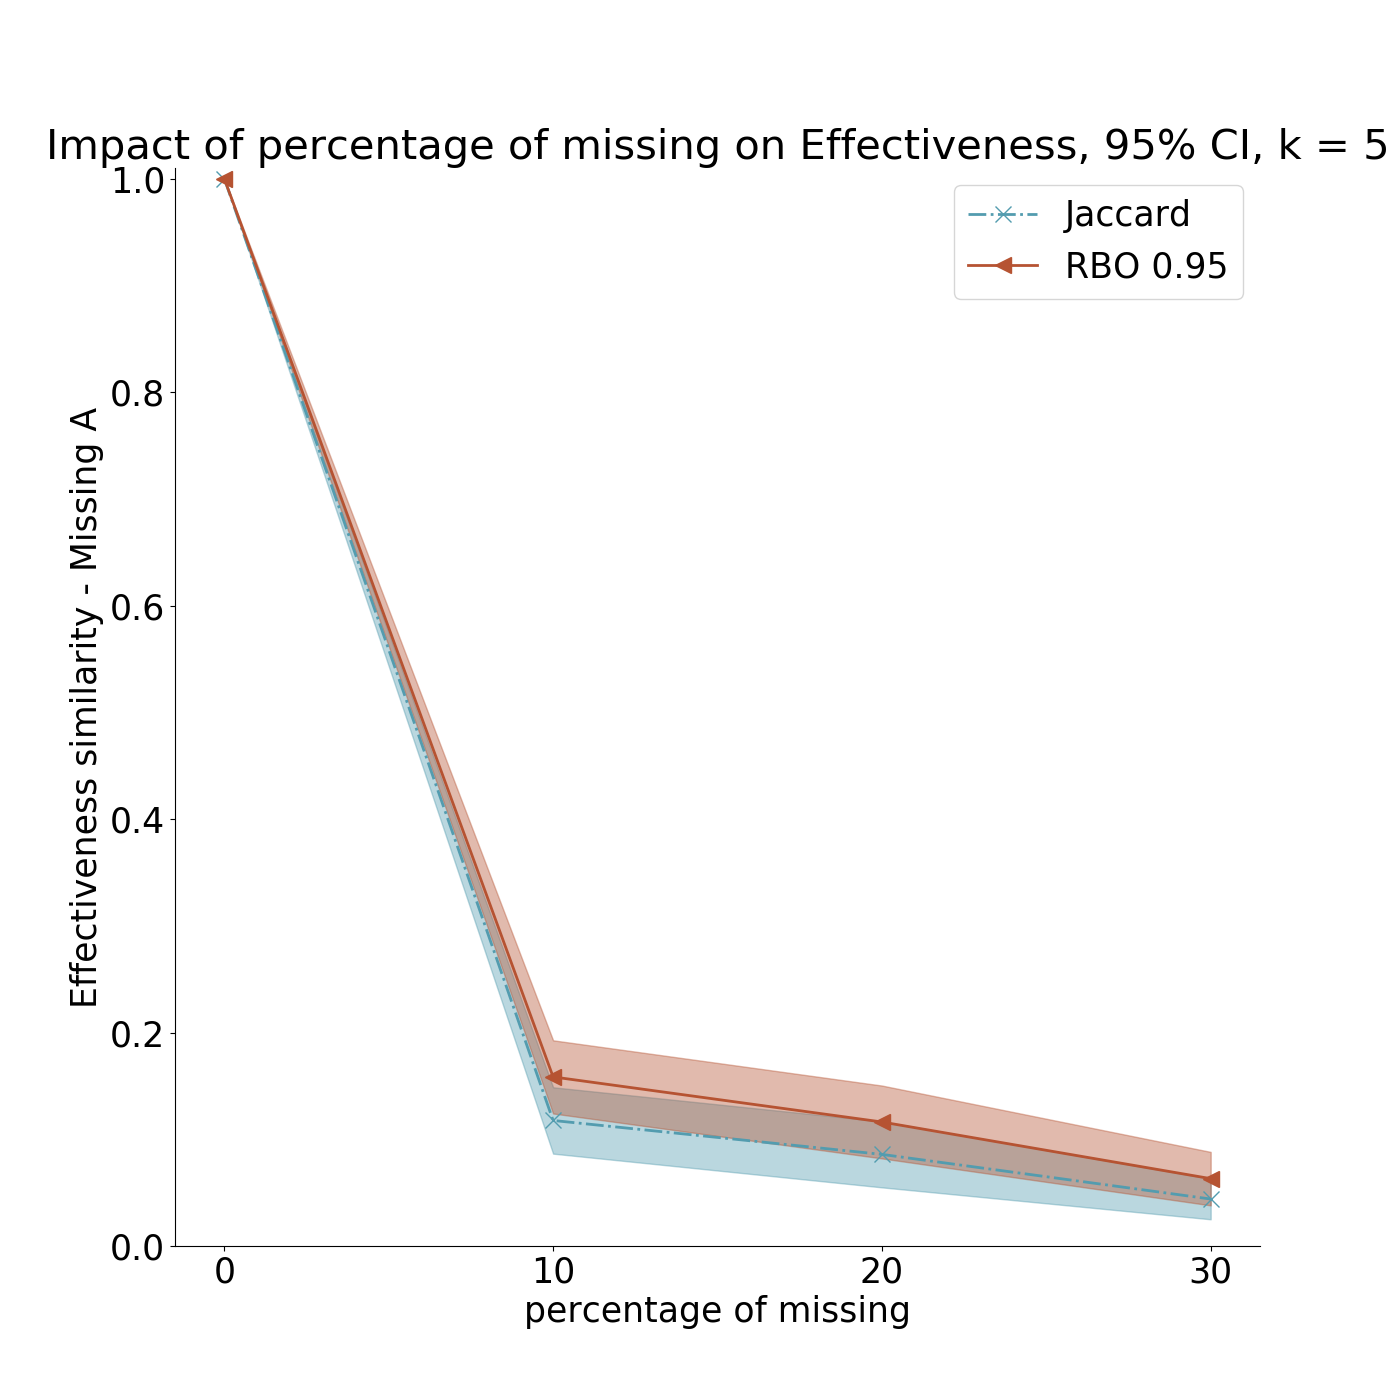 Impact of percentage of missing on Effectiveness, 95% CI, k = 5
Jaccard
RBO 0.95
Effectiveness similarity - Missing A
1.0
0.8
0.6
0.4
0.2
0.0
0 10 20 30
percentage of missing